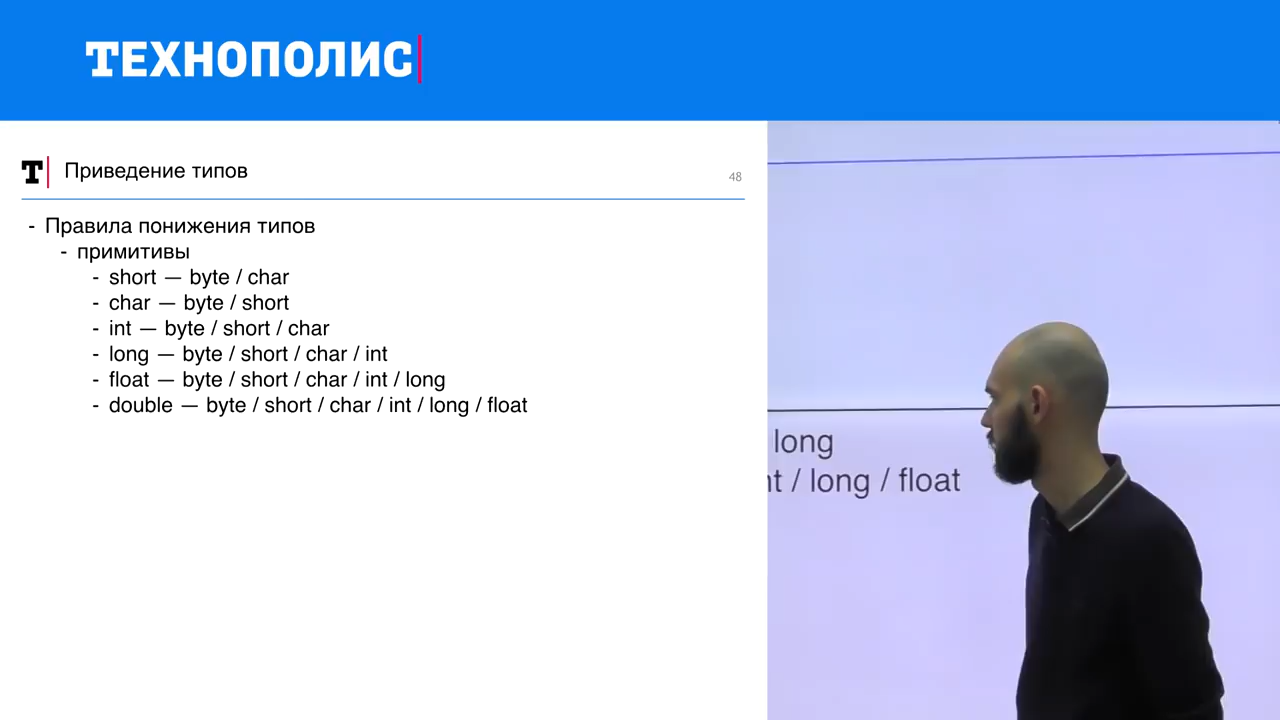 ТЕХНОПОЛИС
T
Приведение типов
48
- Правила понижения типов
- примитивы
- short — byte / char
- char — byte / short
- int — byte / short / char
- long — byte / short / char / int
- float — byte / short / char / int / long
- double — byte / short / char / int / long / float
long
nt / long / float